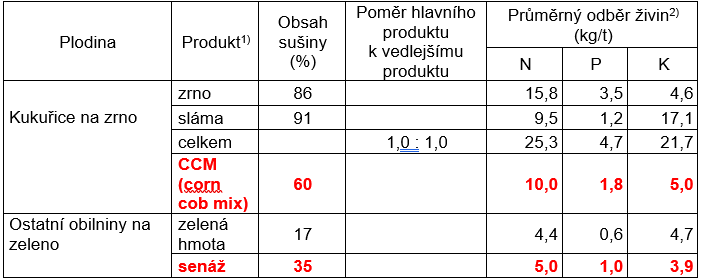 Plodina
Produkt1)
Obsah
sušiny
(%)
Poměr hlavního
produktu
k vedlejšímu
produktu
Průměrný odběr živin2)
(kg/t)
N P K
Kukuřice na zrno
zrno 86 15,8 3,5 4,6
sláma 91 9,5 1,2 17,1
celkem 1,0 : 1,0 25,3 4,7 21,7
CCM
(corn
cob mix)
60 10,0 1,8 5,0
Ostatní obilniny na
zeleno
zelená
hmota
17 4,4 0,6 4,7
senáž 35 5,0 1,0 3,9